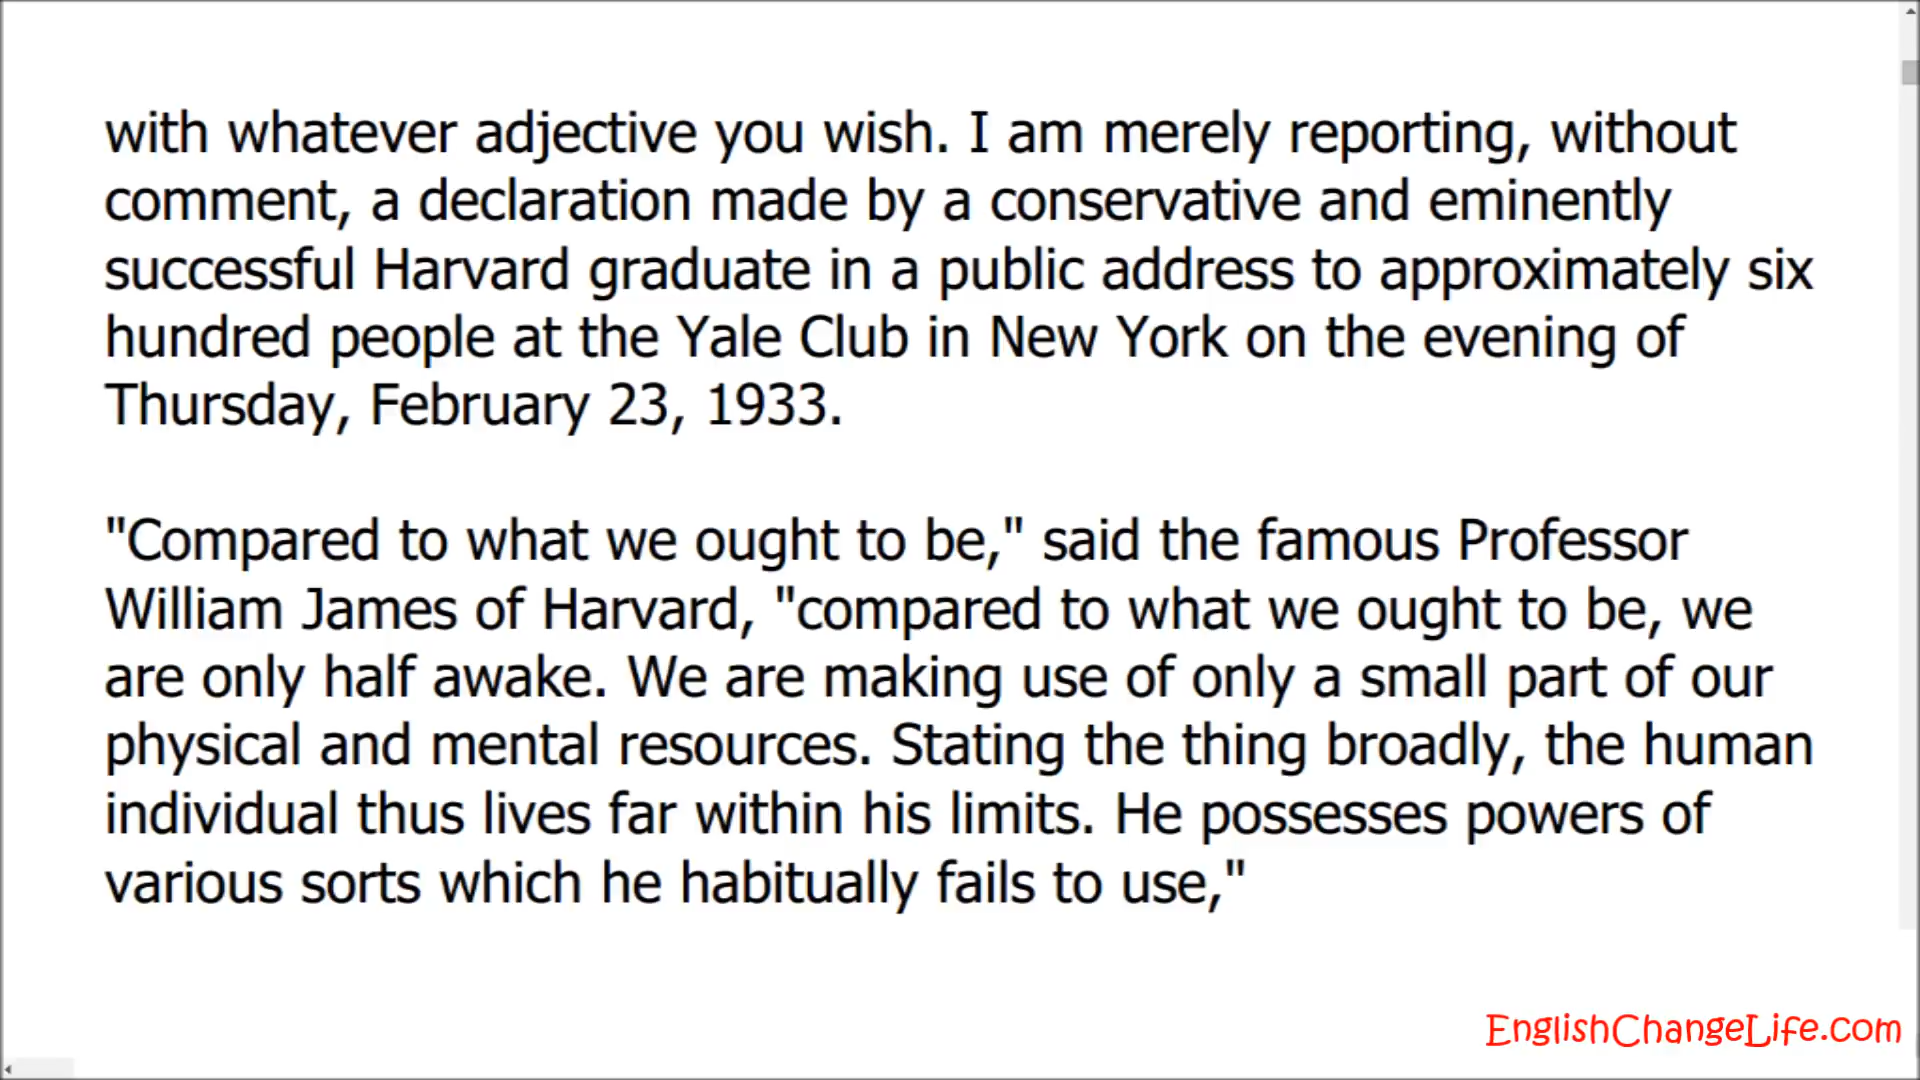 with whatever adjective you wish. I am merely reporting, without
comment, a declaration made by a conservative and eminently
successful Harvard graduate in a public address to approximately six
hundred people at the Yale Club in New York on the evening of
Thursday, February 23, 1933.
"Compared to what we ought to be," said the famous Professor
William James of Harvard, "compared to what we ought to be, we
are only half awake. We are making use of only a small part of our
physical and mental resources. Stating the thing broadly, the human
individual thus lives far within his limits. He possesses powers of
various sorts which he habitually fails to use,"
EnglishChangeLife.com